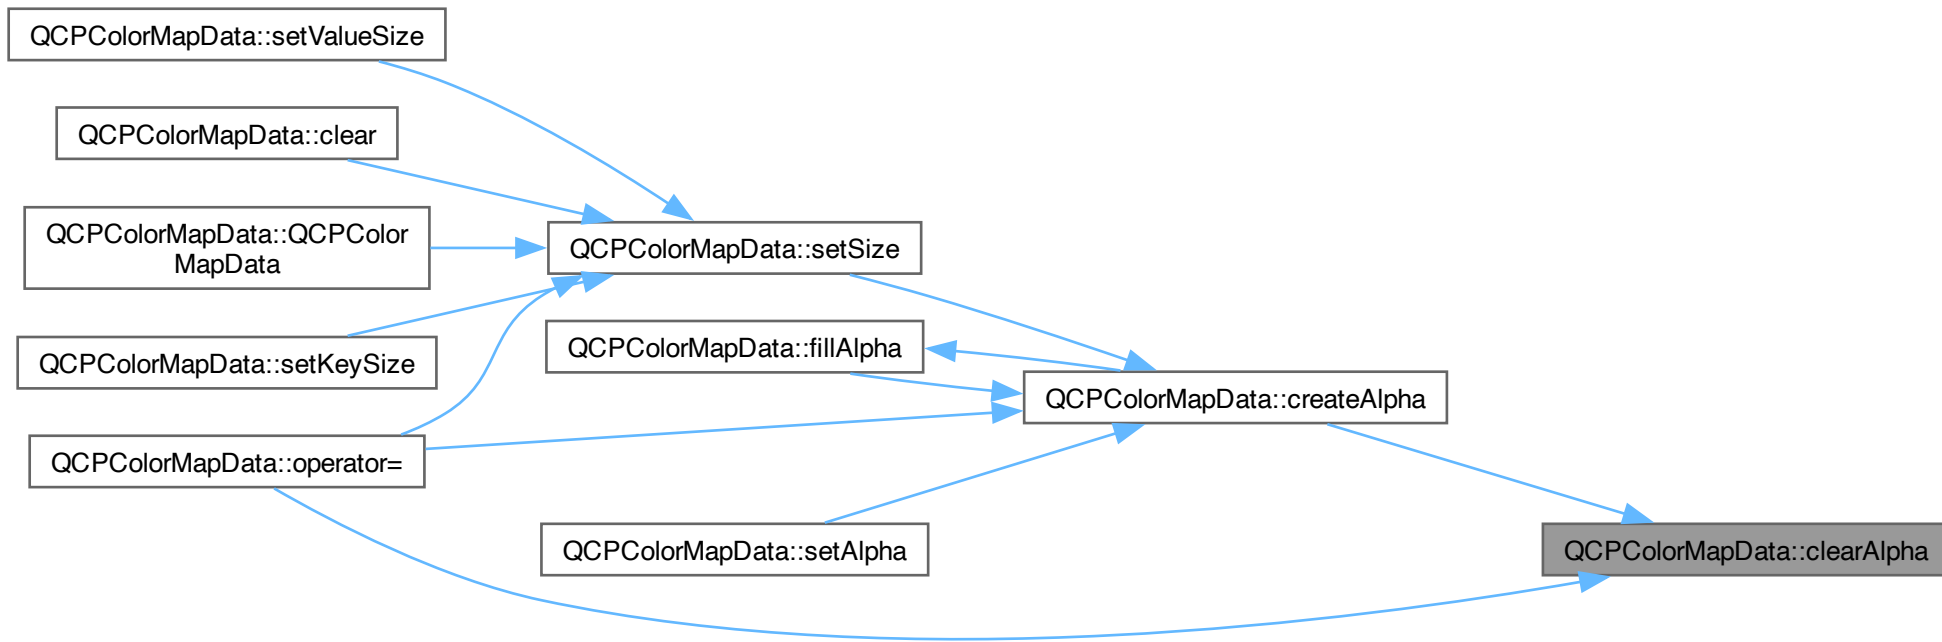 QCPColorMapData::setValueSize
QCPColorMapData::clear
QCPColorMapData::QCPColor
MapData
QCPColorMapData::setSize
QCPColorMapData::setKeySize
QCPColorMapData::fillAlpha
QCPColorMapData::createAlpha
QCPColorMapData::operator=
QCPColorMapData::setAlpha
QCPColorMapData::clearAlpha